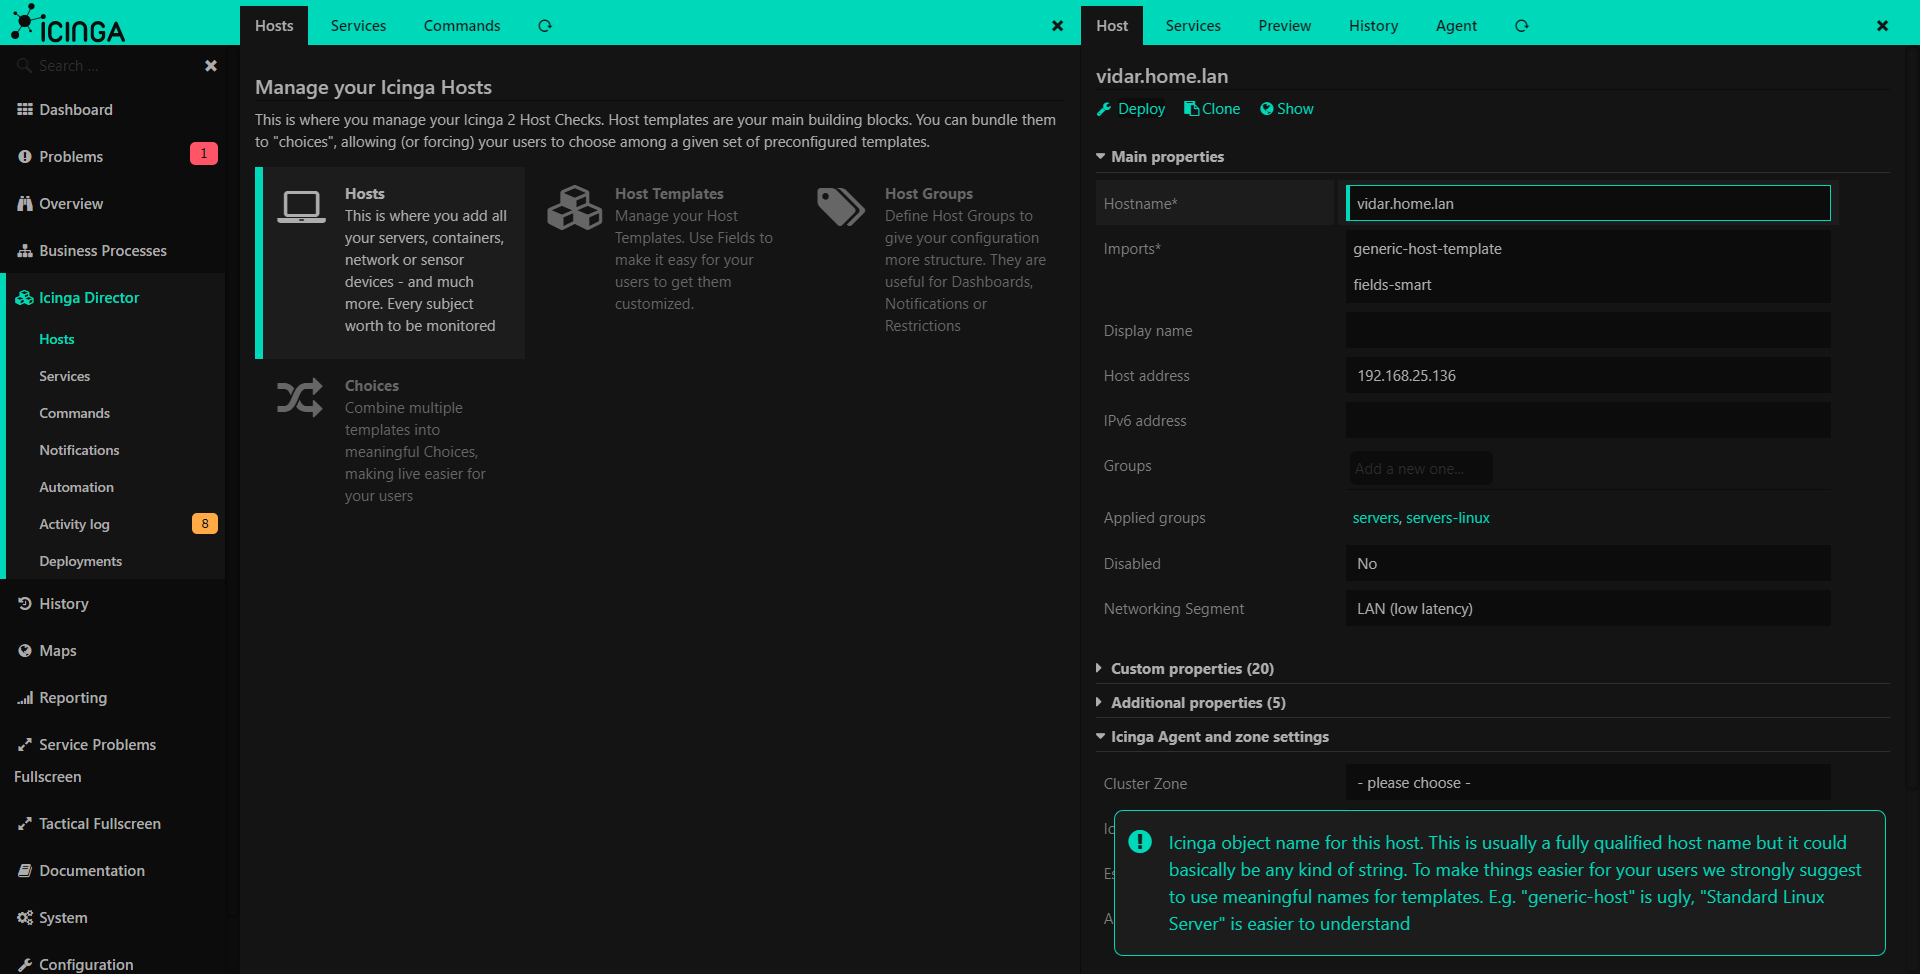 ICINGA
Search ...
Dashboard
Problems 1
Overview
Business Processes
Icinga Director
Hosts
Services
Commands
Notifications
Automation
Activity log 8
Deployments
History
Maps
Reporting
Service Problems
Fullscreen
Tactical Fullscreen
Documentation
System
Configuration
Hosts Services Commands
Manage your Icinga Hosts
This is where you manage your Icinga 2 Host Checks. Host templates are your main building blocks. You can bundle them
to "choices", allowing (or forcing) your users to choose among a given set of preconfigured templates.
Hosts
This is where you add all
your servers, containers,
network or sensor
devices - and much
more. Every subject
worth to be monitored
Host Templates
Manage your Host
Templates. Use Fields to
make it easy for your
users to get them
customized.
Host Groups
Define Host Groups to
give your configuration
more structure. They are
useful for Dashboards,
Notifications or
Restrictions
Choices
Combine multiple
templates into
meaningful Choices,
making live easier for
your users
Host Services Preview History Agent
vidar.home.lan
Deploy Clone Show
Main properties
Hostname* vidar.home.lan
Imports* generic-host-template
fields-smart
Display name
Host address 192.168.25.136
IPv6 address
Groups Add a new one...
Applied groups servers, servers-linux
Disabled No
Networking Segment LAN (low latency)
Custom properties (20)
Additional properties (5)
Icinga Agent and zone settings
Cluster Zone - please choose -
Ic
Es
A
Icinga object name for this host. This is usually a fully qualified host name but it could
basically be any kind of string. To make things easier for your users we strongly suggest
to use meaningful names for templates. E.g. "generic-host" is ugly, "Standard Linux
Server" is easier to understand